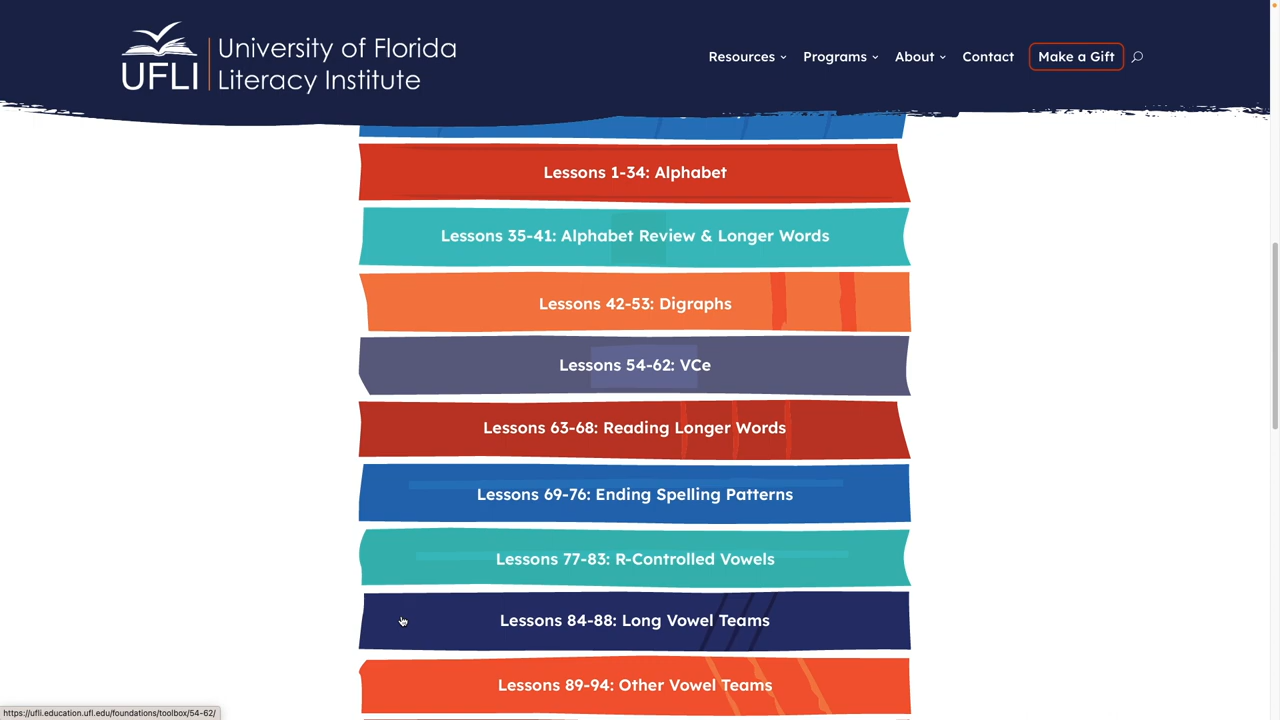 UFLI
University of Florida
Literacy Institute
Resources
Programs
About
Contact
Make a Gift
Lessons 1-34: Alphabet
Lessons 35-41: Alphabet Review & Longer Words
Lessons 42-53: Digraphs
Lessons 54-62: VCe
Lessons 63-68: Reading Longer Words
Lessons 69-76: Ending Spelling Patterns
Lessons 77-83: R-Controlled Vowels
Lessons 84-88: Long Vowel Teams
Lessons 89-94: Other Vowel Teams
https://ufli.education.ufl.edu/foundations/toolbox/54-62/